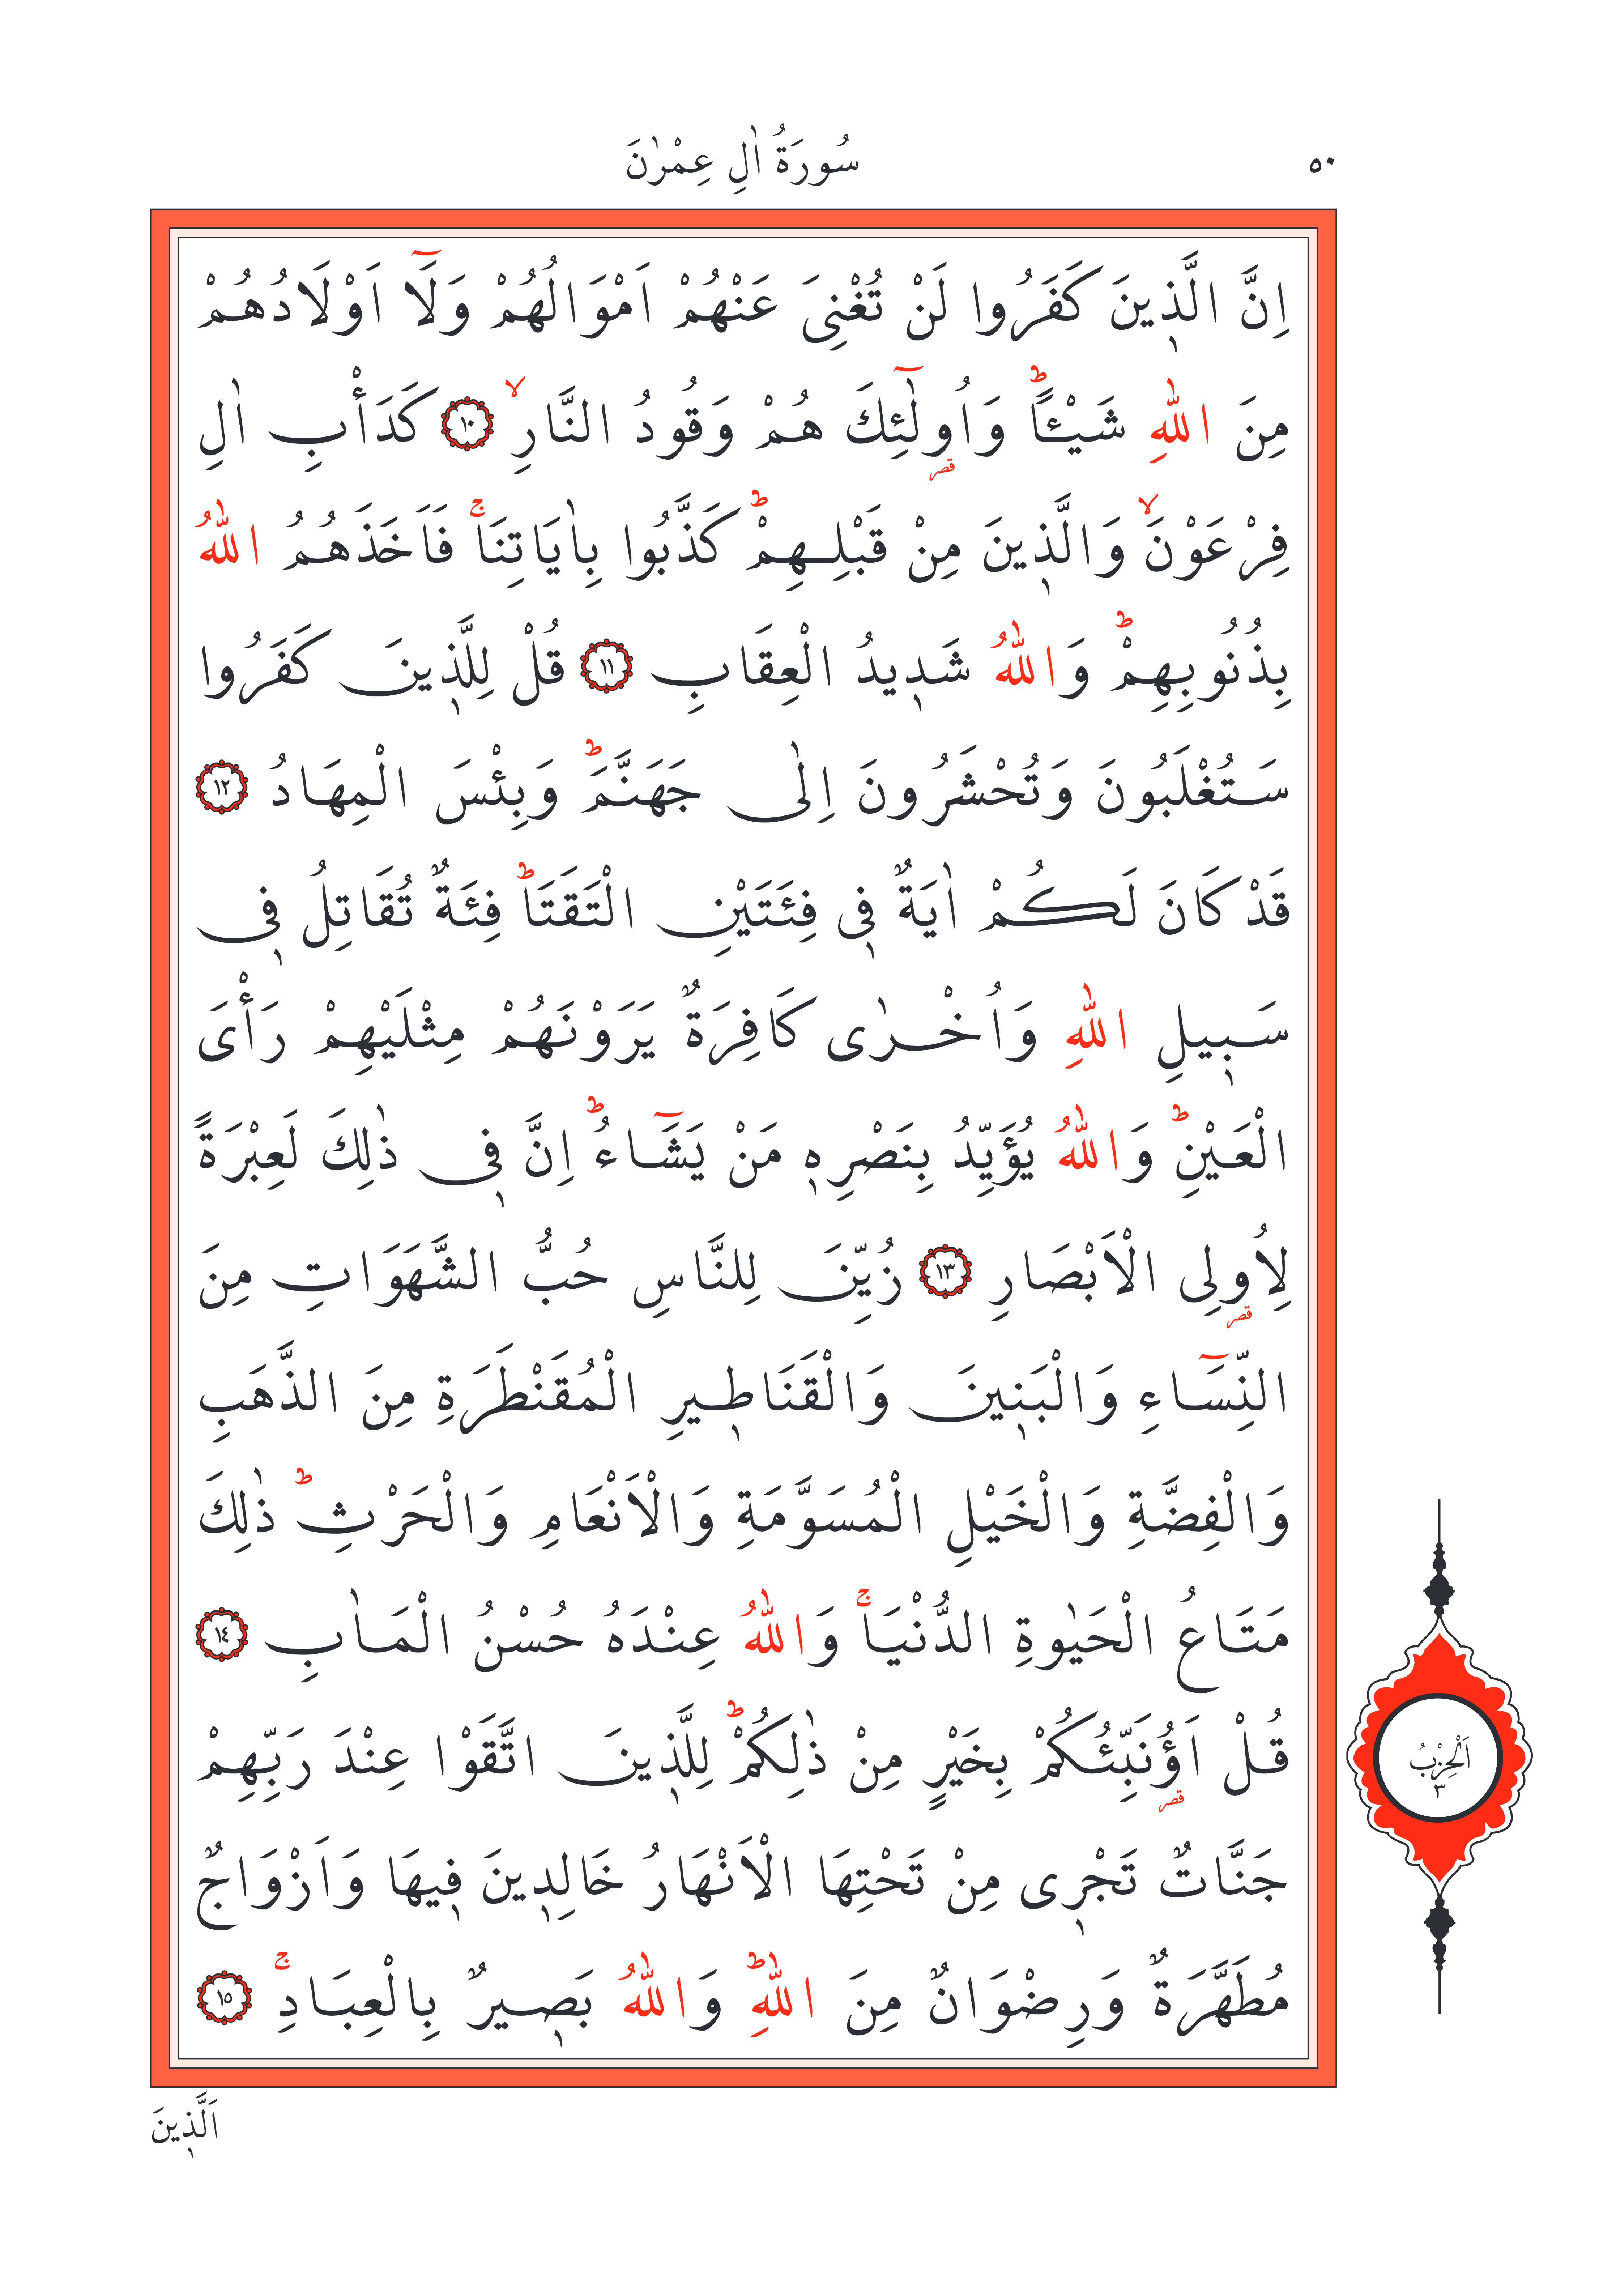 ٥٠
سُورَةُ اٰلِ عِمْرٰنَ
اِنَّ الَّذ۪ينَ كَفَرُوا لَنْ تُغْنِىَ عَنْهُمْ اَمْوَالُهُمْ وَلَٓا اَوْلَادُهُمْ
مِنَ اللّٰهِ شَيْـًٔاۜ وَاُو۬لٰٓئِكَ هُمْ وَقُودُ النَّارِۙ ﴿١٠﴾ كَدَأْبِ اٰلِ
فِرْعَوْنَۙ وَالَّذ۪ينَ مِنْ قَبْلِهِمْۜ كَذَّبُوا بِاٰيَاتِنَاۚ فَاَخَذَهُمُ اللّٰهُ
بِذُنُوبِهِمْۜ وَاللّٰهُ شَد۪يدُ الْعِقَابِ ﴿١١﴾ قُلْ لِلَّذ۪ينَ كَفَرُوا
سَتُغْلَبُونَ وَتُحْشَرُونَ اِلٰى جَهَنَّمَۜ وَبِئْسَ الْمِهَادُ ﴿١٢﴾
قَدْ كَانَ لَكُمْ اٰيَةٌ ف۪ى فِئَتَيْنِ الْتَقَتَاۜ فِئَةٌ تُقَاتِلُ ف۪ى
سَب۪يلِ اللّٰهِ وَاُخْرٰى كَافِرَةٌ يَرَوْنَهُمْ مِثْلَيْهِمْ رَأْىَ
الْعَيْنِۜ وَاللّٰهُ يُؤَيِّدُ بِنَصْرِه۪ مَنْ يَشَٓاءُۜ اِنَّ ف۪ى ذٰلِكَ لَعِبْرَةً
لِاُو۬لِى الْاَبْصَارِ ﴿١٣﴾ زُيِّنَ لِلنَّاسِ حُبُّ الشَّهَوَاتِ مِنَ
النِّسَٓاءِ وَالْبَن۪ينَ وَالْقَنَاط۪يرِ الْمُقَنْطَرَةِ مِنَ الذَّهَبِ
وَالْفِضَّةِ وَالْخَيْلِ الْمُسَوَّمَةِ وَالْاَنْعَامِ وَالْحَرْثِۜ ذٰلِكَ
مَتَاعُ الْحَيٰوةِ الدُّنْيَاۚ وَاللّٰهُ عِنْدَهُ حُسْنُ الْمَاٰبِ ﴿١٤﴾
قُلْ اَؤُ۬نَبِّئُكُمْ بِخَيْرٍ مِنْ ذٰلِكُمْۜ لِلَّذ۪ينَ اتَّقَوْا عِنْدَ رَبِّهِمْ
جَنَّاتٌ تَجْر۪ى مِنْ تَحْتِهَا الْاَنْهَارُ خَالِد۪ينَ ف۪يهَا وَاَزْوَاجٌ
مُطَهَّرَةٌ وَرِضْوَانٌ مِنَ اللّٰهِۜ وَاللّٰهُ بَص۪يرٌ بِالْعِبَادِۚ ﴿١٥﴾
اَلْحِزْبُ
٣
اَلَّذ۪ينَ